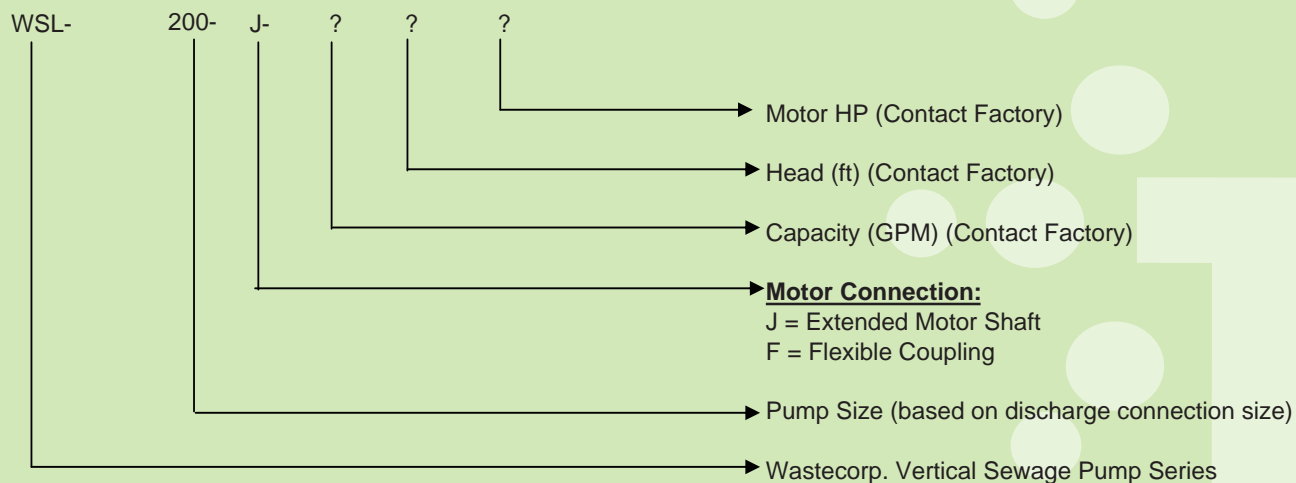 WSL- 200- J- ? ? ?
Motor HP (Contact Factory)
Head (ft) (Contact Factory)
Capacity (GPM) (Contact Factory)
Motor Connection:
J = Extended Motor Shaft
F = Flexible Coupling
Pump Size (based on discharge connection size)
Wastecorp. Vertical Sewage Pump Series